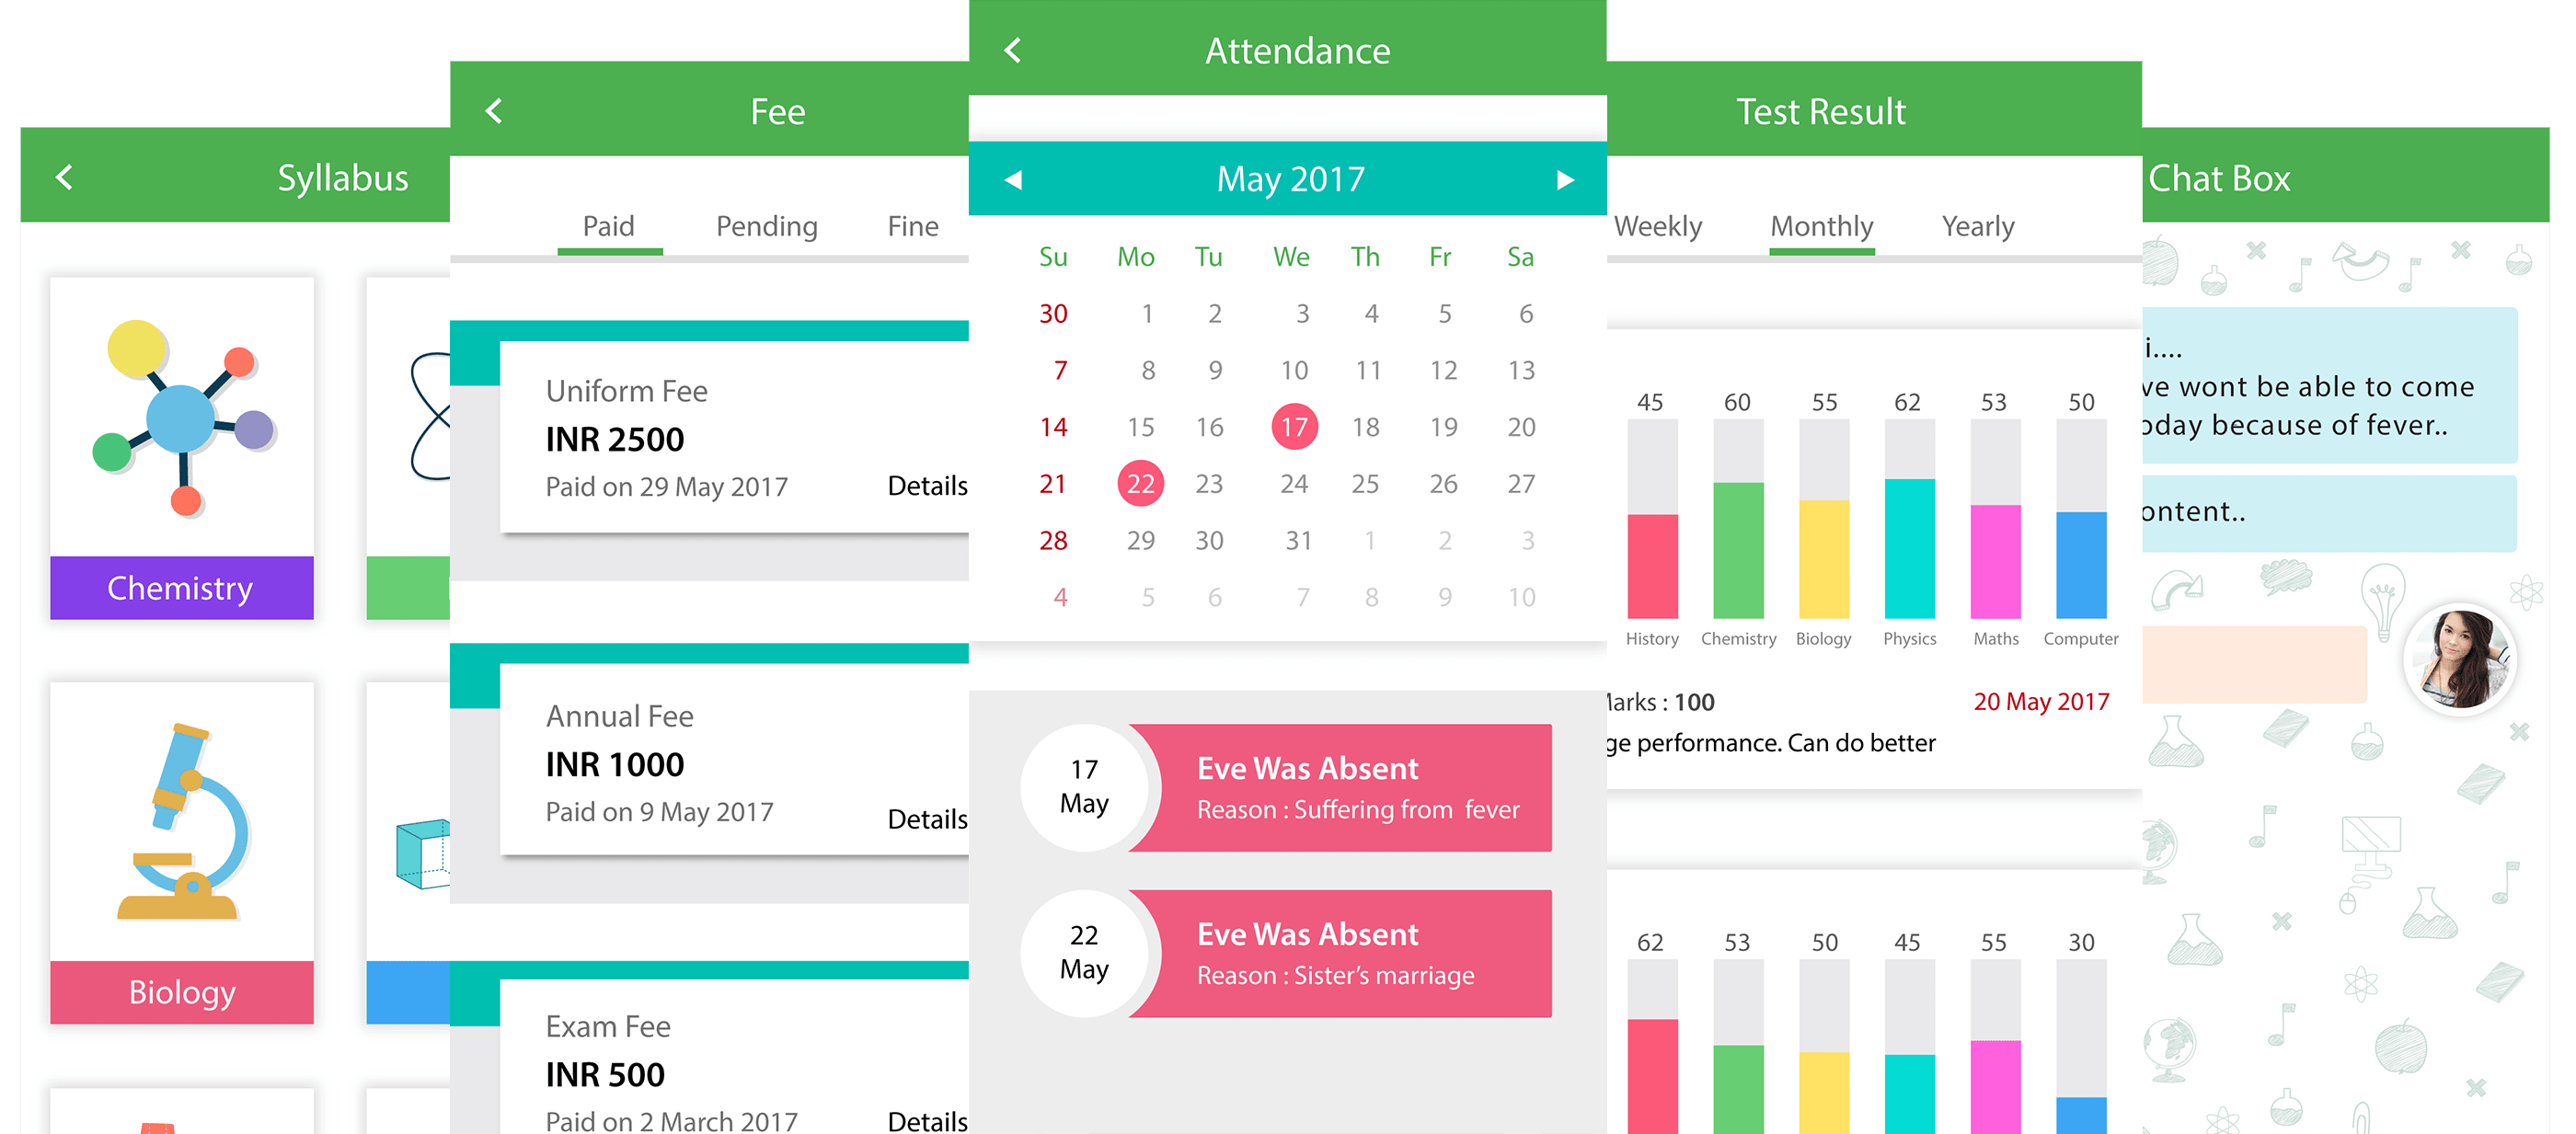 Syllabus
Chemistry
Biology
Fee
Paid Pending Fine
Uniform Fee
INR 2500
Paid on 29 May 2017 Details
Annual Fee
INR 1000
Paid on 9 May 2017 Details
Exam Fee
INR 500
Paid on 2 March 2017 Details
Attendance
May 2017
Su Mo Tu We Th Fr Sa
30 1 2 3 4 5 6
7 8 9 10 11 12 13
14 15 16 17 18 19 20
21 22 23 24 25 26 27
28 29 30 31 1 2 3
4 5 6 7 8 9 10
17
May
Eve Was Absent
Reason : Suffering from fever
22
May
Eve Was Absent
Reason : Sister's marriage
Test Result
Weekly Monthly Yearly
45 60 55 62 53 50
History Chemistry Biology Physics Maths Computer
: 100 20 May 2017
performance. Can do better
62 53 50 45 55 30
Chat Box
i....
ve wont be able to come
oday because of fever..
ontent..